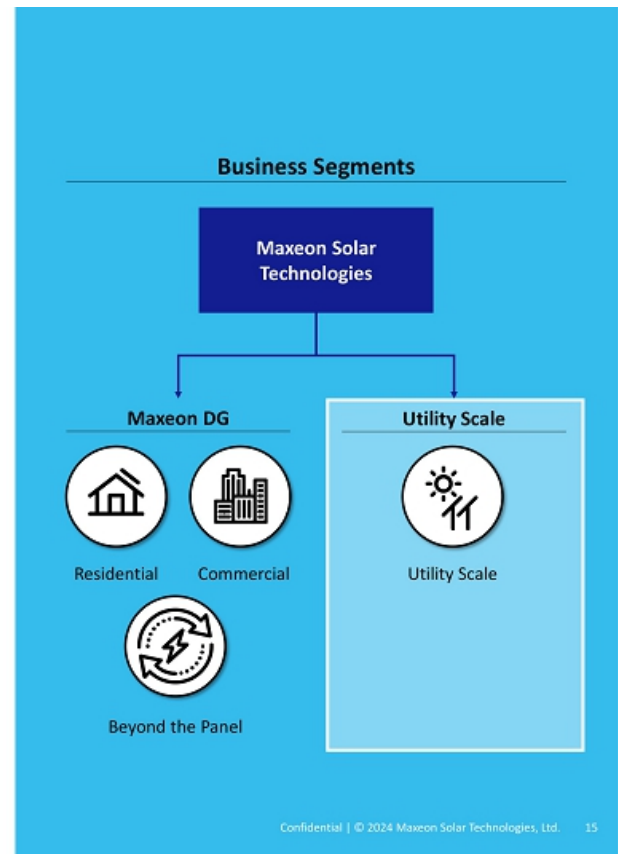 Business Segments
Maxeon Solar
Technologies
Maxeon DG
Utility Scale
Residential
Commercial
Utility Scale
Beyond the Panel
Confidential | © 2024 Maxeon Solar Technologies, Ltd. 15